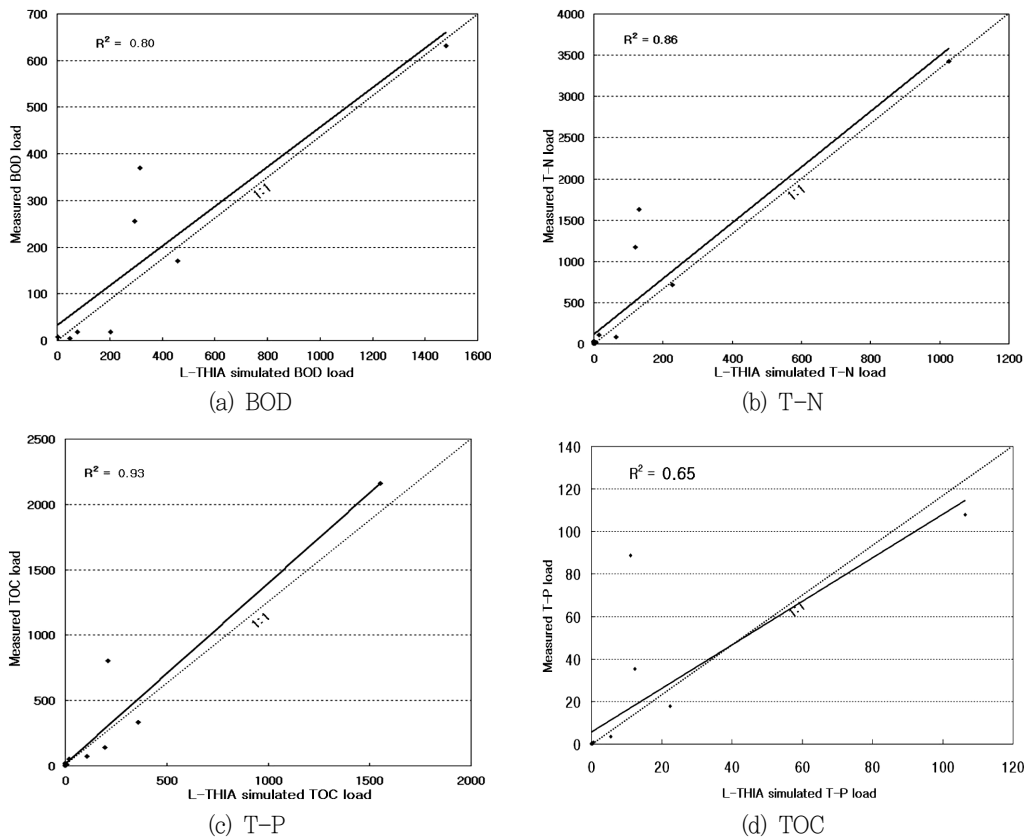 R² = 0.80
Measured BOD load
700
600
500
400
300
200
100
0
1:1
0 200 400 600 800 1000 1200 1400 1600
L-THIA simulated BOD load
(a) BOD
R² = 0.86
Measured T-N load
4000
3500
3000
2500
2000
1500
1000
500
0
1:1
0 200 400 600 800 1000 1200
L-THIA simulated T-N load
(b) T-N
R² = 0.93
Measured TOC load
2500
2000
1500
1000
500
0
1:1
0 500 1000 1500 2000
L-THIA simulated TOC load
(c) T-P
R² = 0.65
Measured T-P load
140
120
100
80
60
40
20
0
1:1
0 20 40 60 80 100 120
L-THIA simulated T-P load
(d) TOC